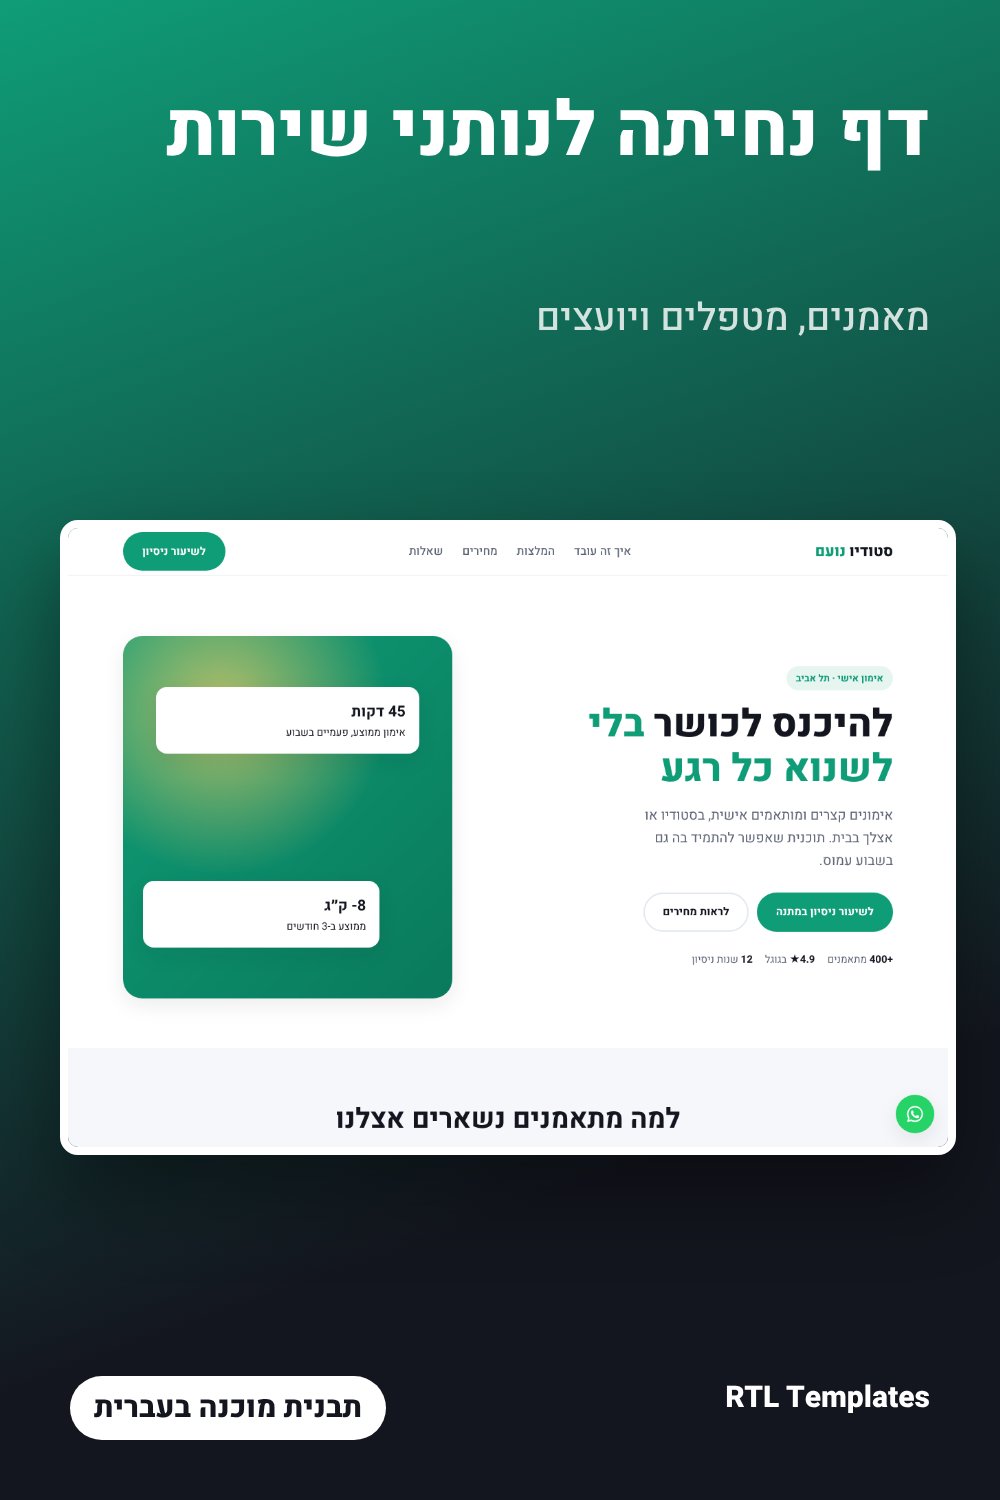 דף נחיתה לנותני שירות
מאמנים, מטפלים ויועצים
סטודיו נועם
איך זה עובד
המלצות
מחירים
שאלות
לשיעור ניסיון
אימון אישי · תל אביב
להיכנס לכושר בלי
לשנוא כל רגע
אימונים קצרים ומותאמים אישית, בסטודיו או
אצלך בבית. תוכנית שאפשר להתמיד בה גם
בשבוע עמוס.
לשיעור ניסיון במתנה
לראות מחירים
400+ מתאמנים
4.9★ בגוגל
12 שנות ניסיון
45 דקות
אימון ממוצע, פעמיים בשבוע
8- ק״ג
ממוצע ב-3 חודשים
למה מתאמנים נשארים אצלנו
RTL Templates
תבנית מוכנה בעברית